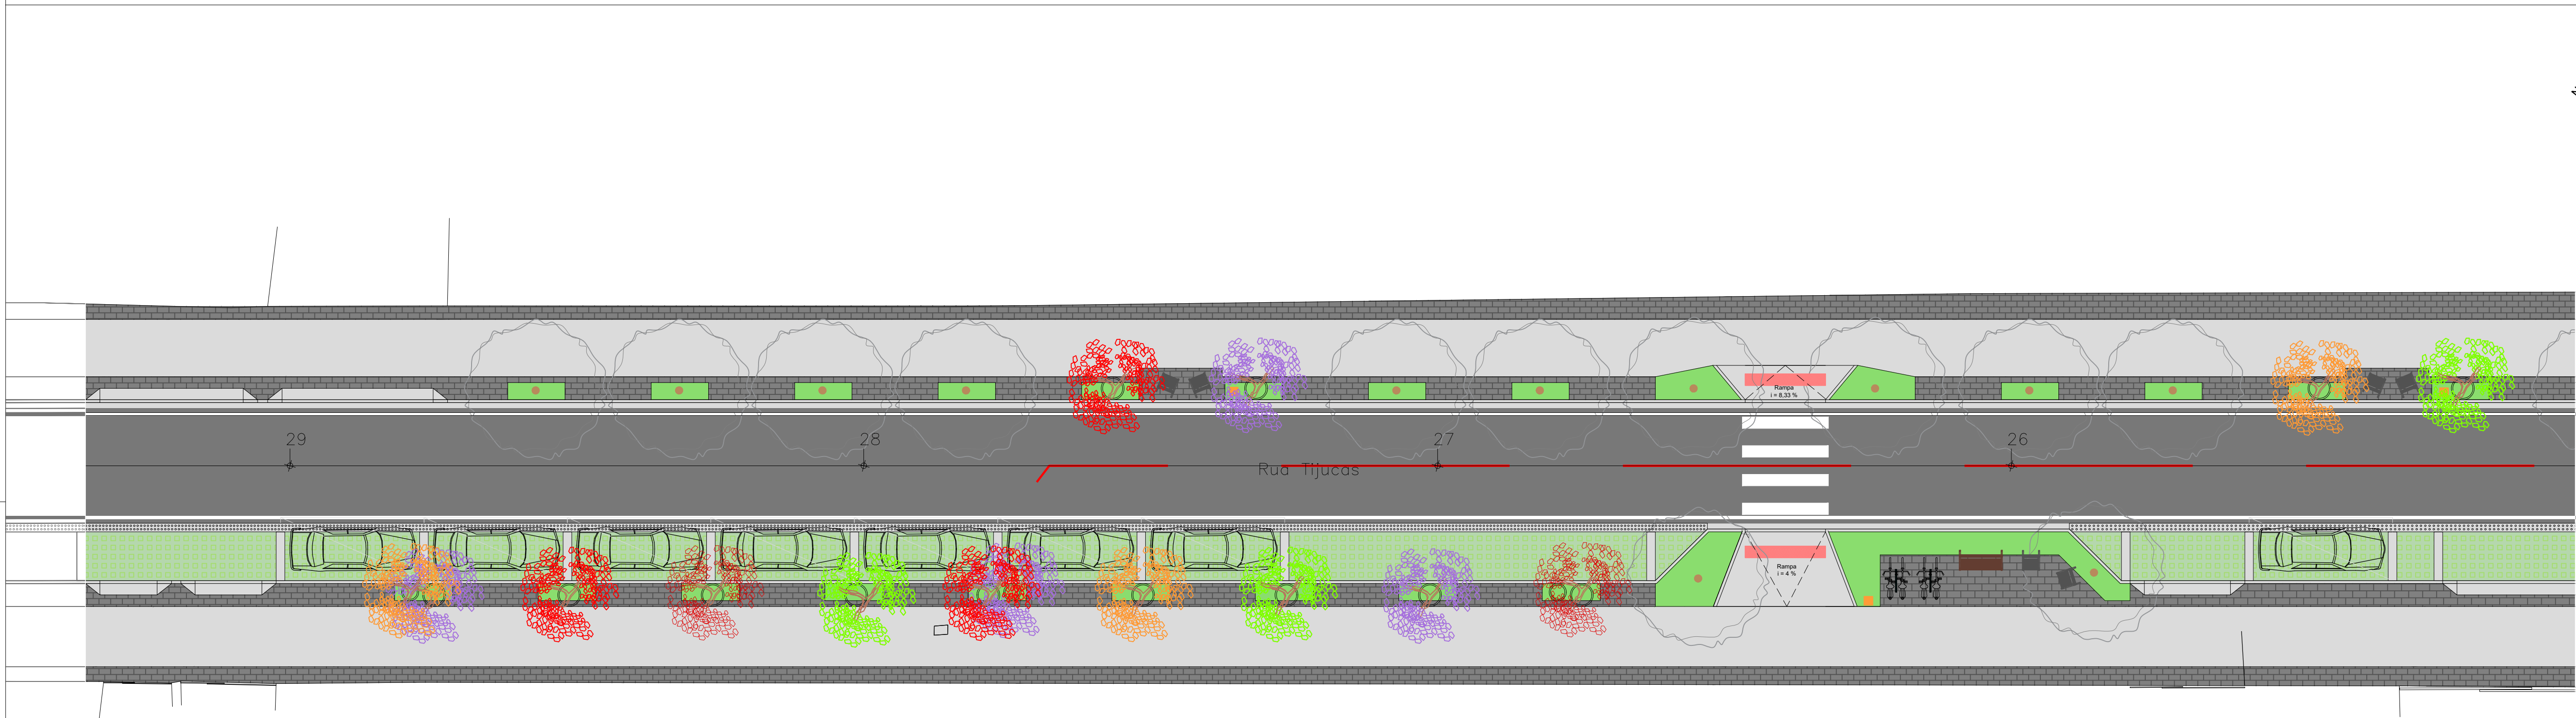 Rampa
i = 8,33 %
29
28
27
26
Rua Tijucas
Rampa
i = 4 %